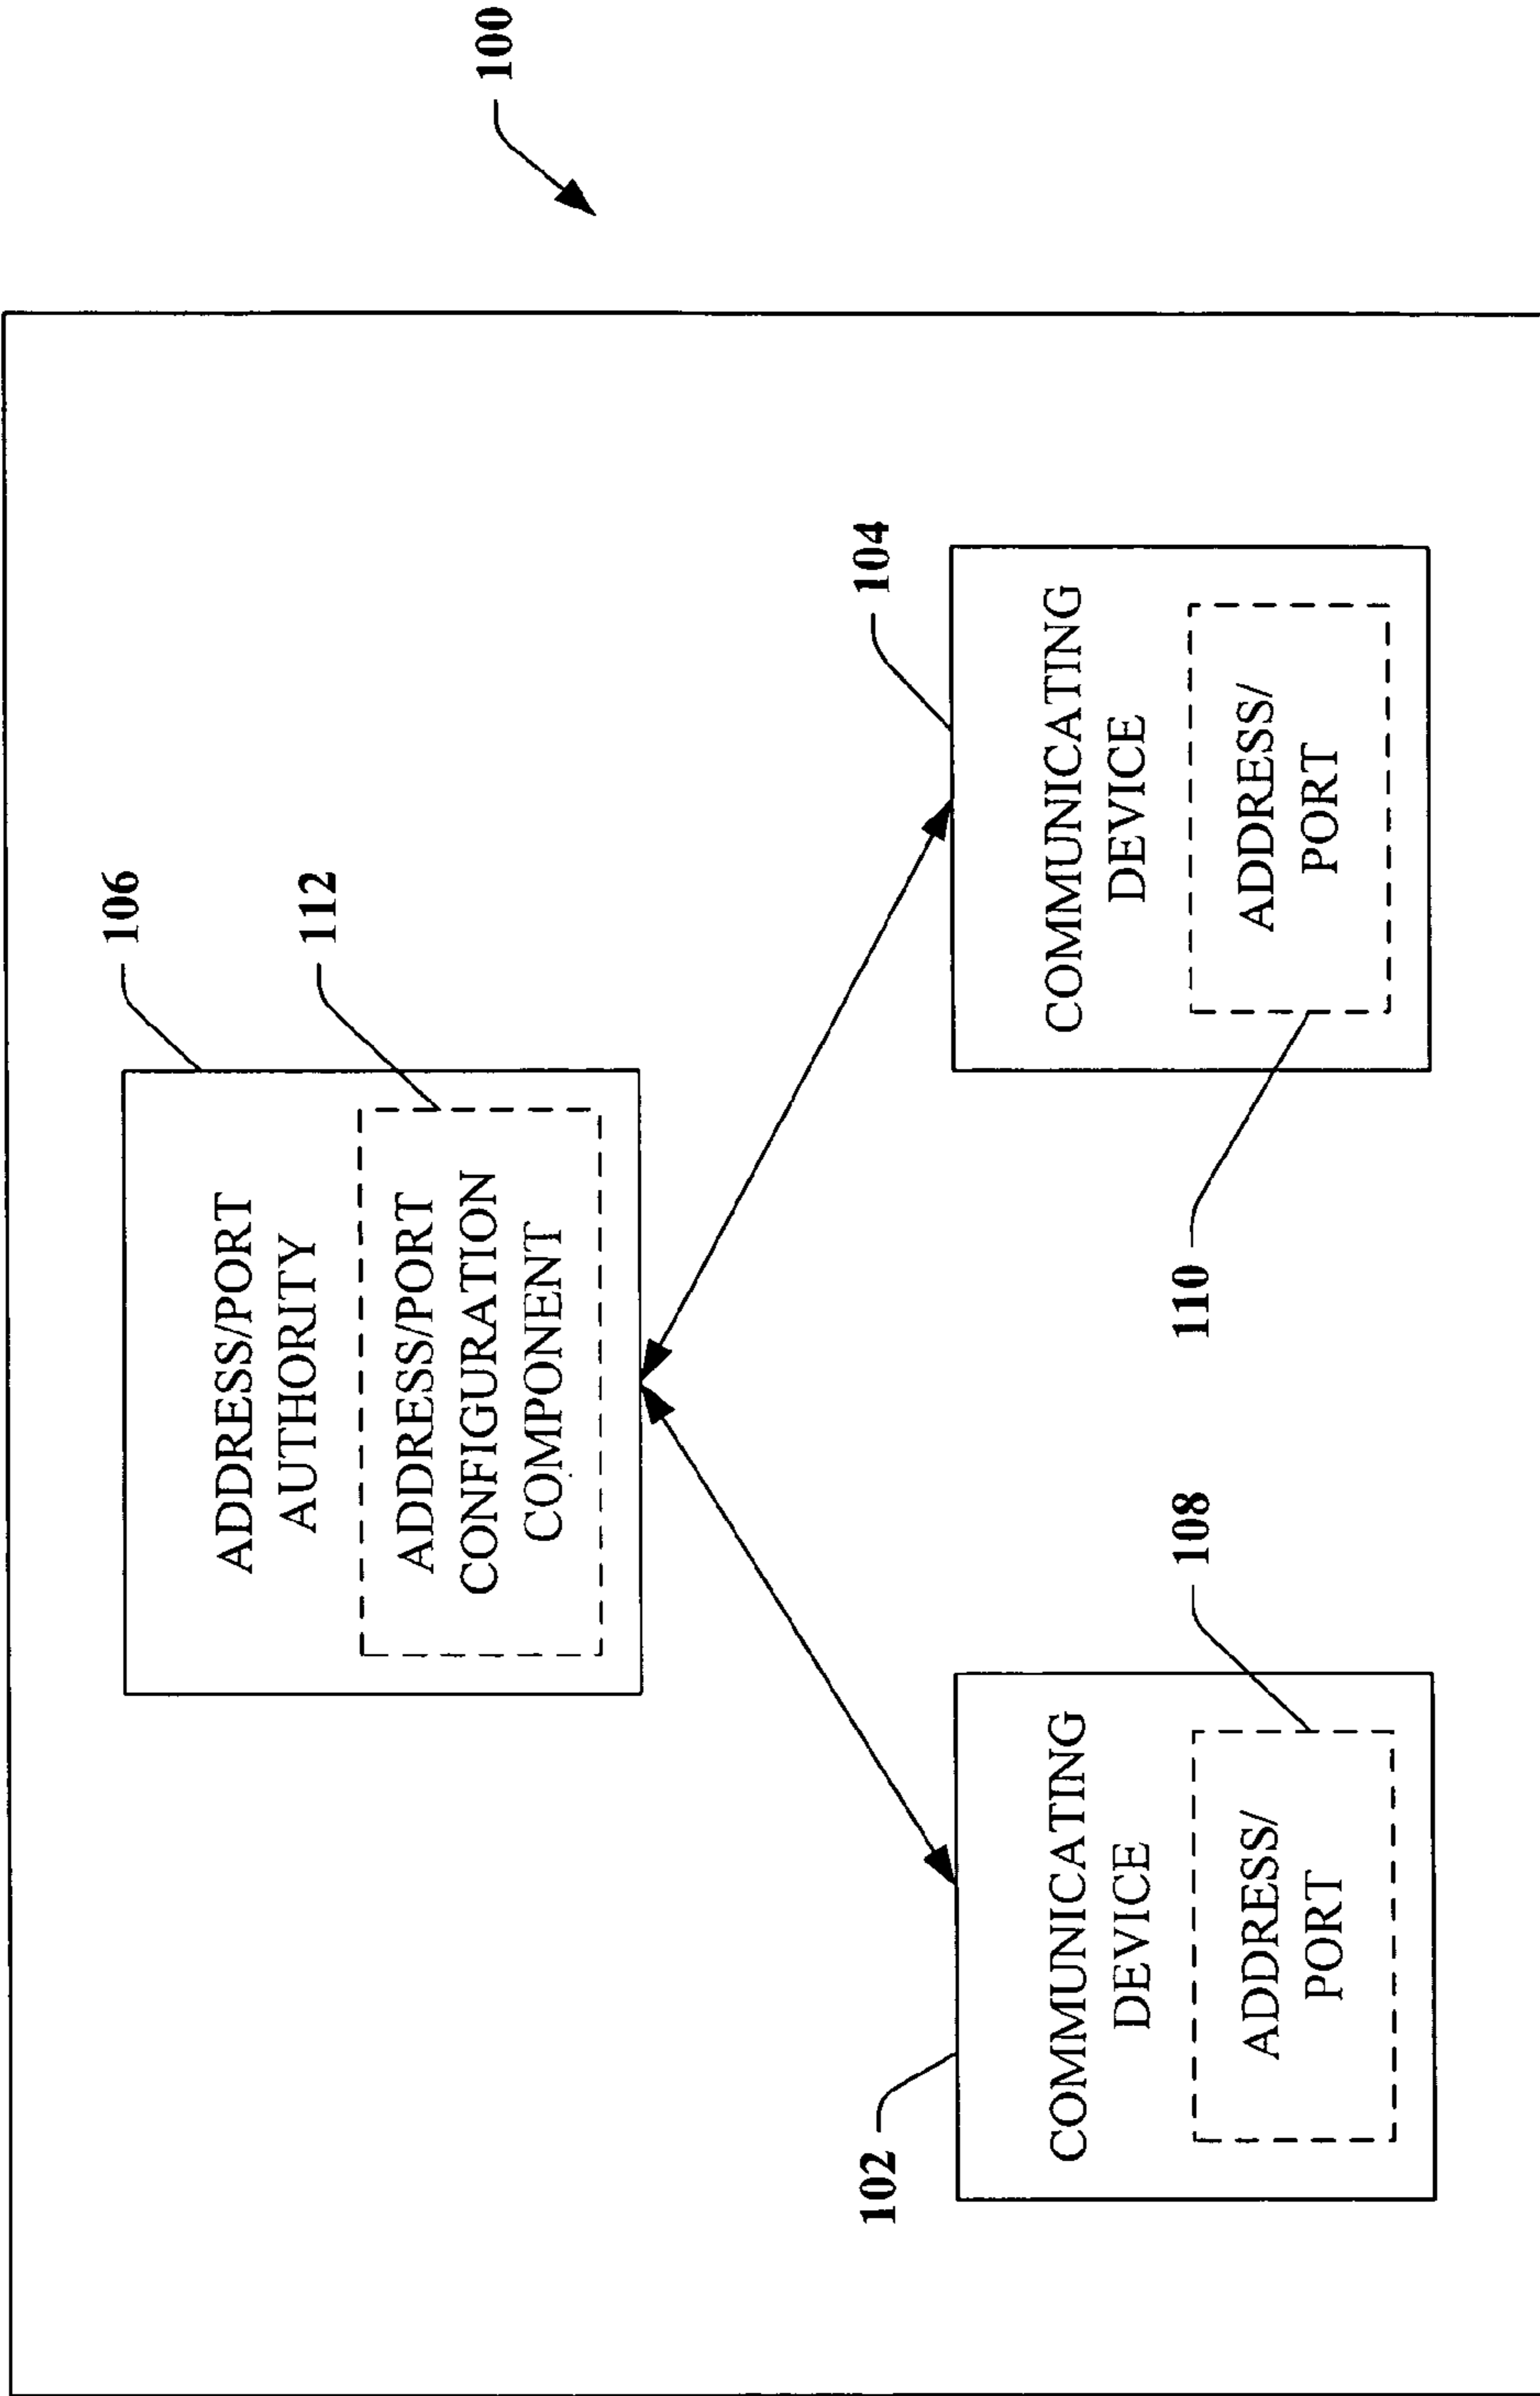 100
106
112
ADDRESS/PORT
AUTHORITY
ADDRESS/PORT
CONFIGURATION
COMPONENT
102
104
COMMUNICATING
DEVICE
108
ADDRESS/
PORT
COMMUNICATING
DEVICE
110
ADDRESS/
PORT